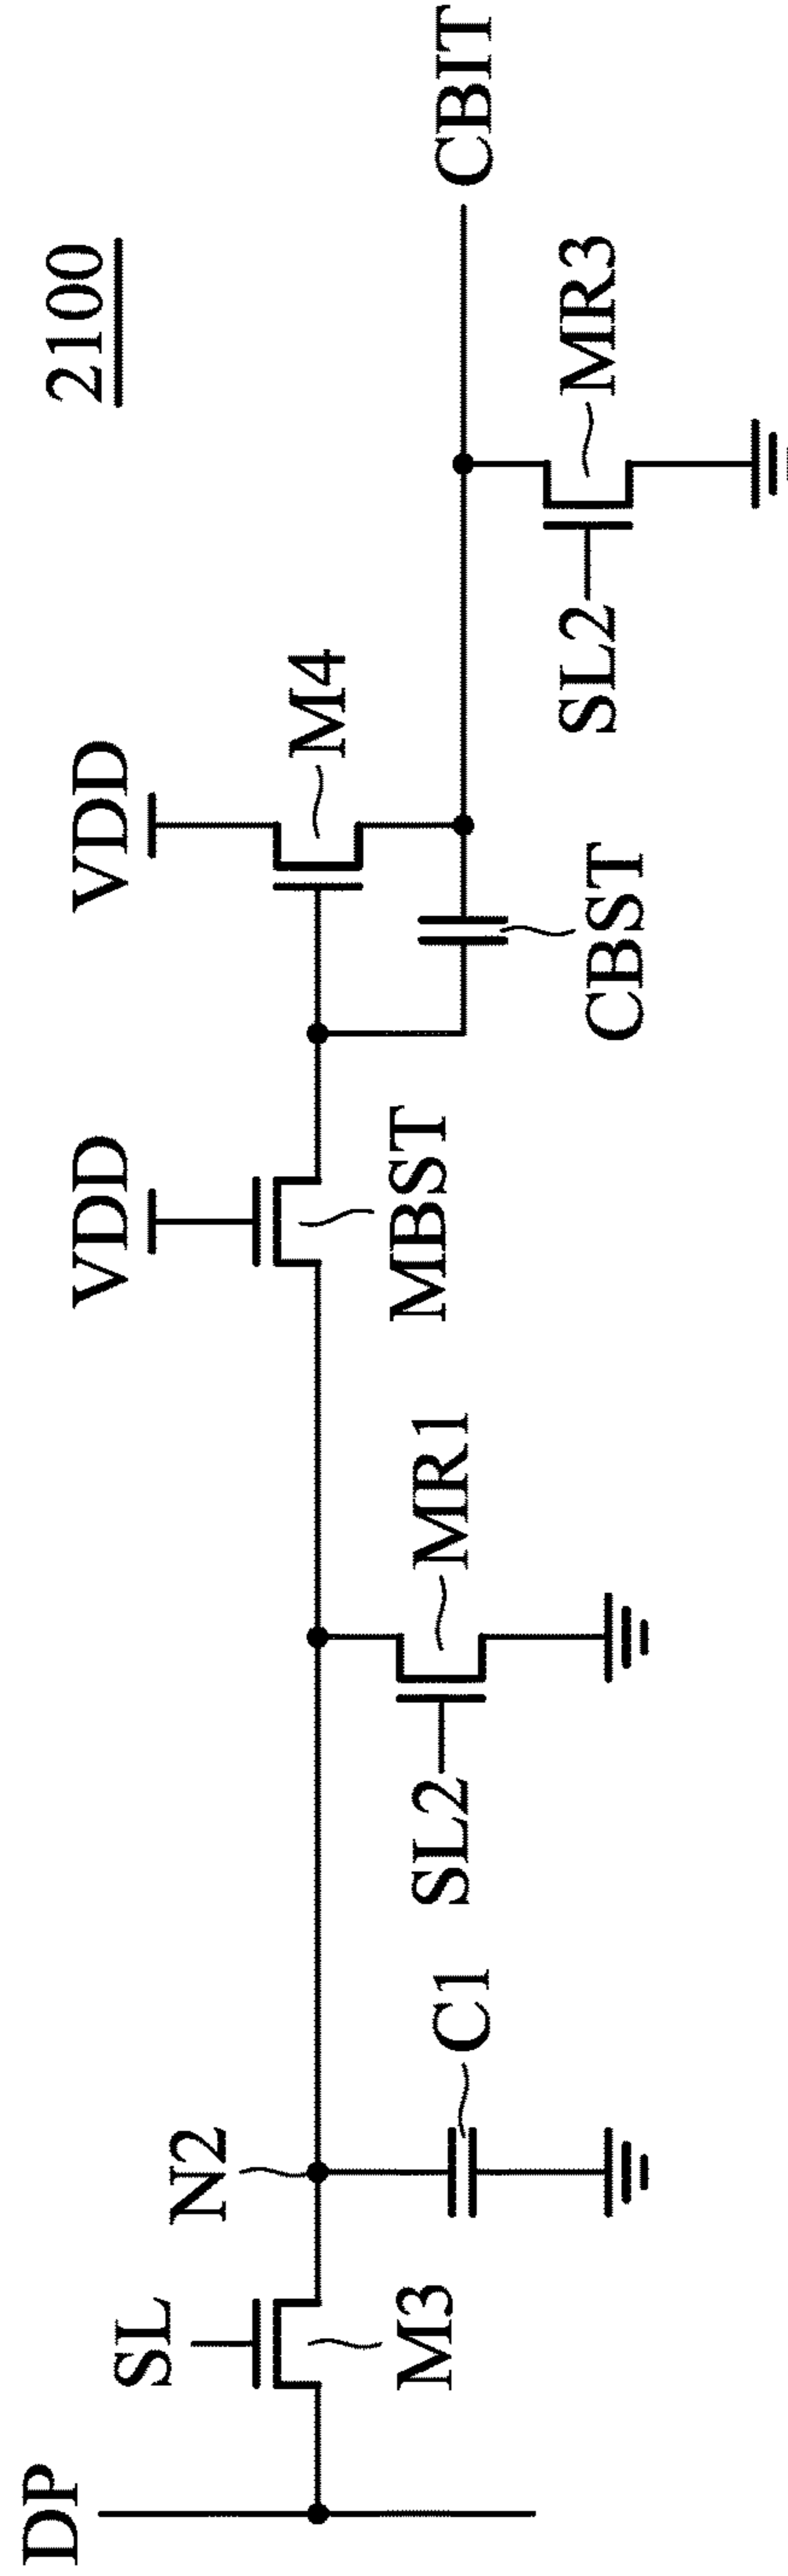 2100
DP
SL
M3
N2
C1
SL2
MR1
VDD
MBST
VDD
M4
CBST
SL2
MR3
CBIT